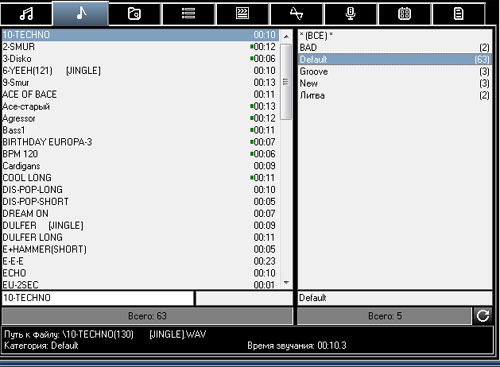 10-TECHNO 00:10
2-SMUR 00:12
3-Disko 00:06
6-YEEH(121) [JINGLE] 00:10
9-Smur 00:13
ACE OF BACE 00:11
Ace-старый 00:13
Agressor 00:12
Bass1 00:11
BIRTHDAY EUROPA-3 00:07
BPM 120 00:06
Cardigans 00:09
COOL LONG 00:11
DIS-POP-LONG 00:10
DIS-POP-SHORT 00:05
DREAM ON 00:07
DULFER [JINGLE] 00:09
DULFER LONG 00:11
E+HAMMER(SHORT) 00:05
E-E-E 00:23
ECHO 00:10
EU-2SEC 00:01
10-TECHNO
Всего: 63
* (ВСЕ) *
BAD (2)
Default (63)
Groove (3)
New (3)
Литва (2)
Default
Всего: 5
Путь к файлу: \10-TECHNO(130) [JINGLE].WAV
Категория: Default Время звучания: 00:10.3